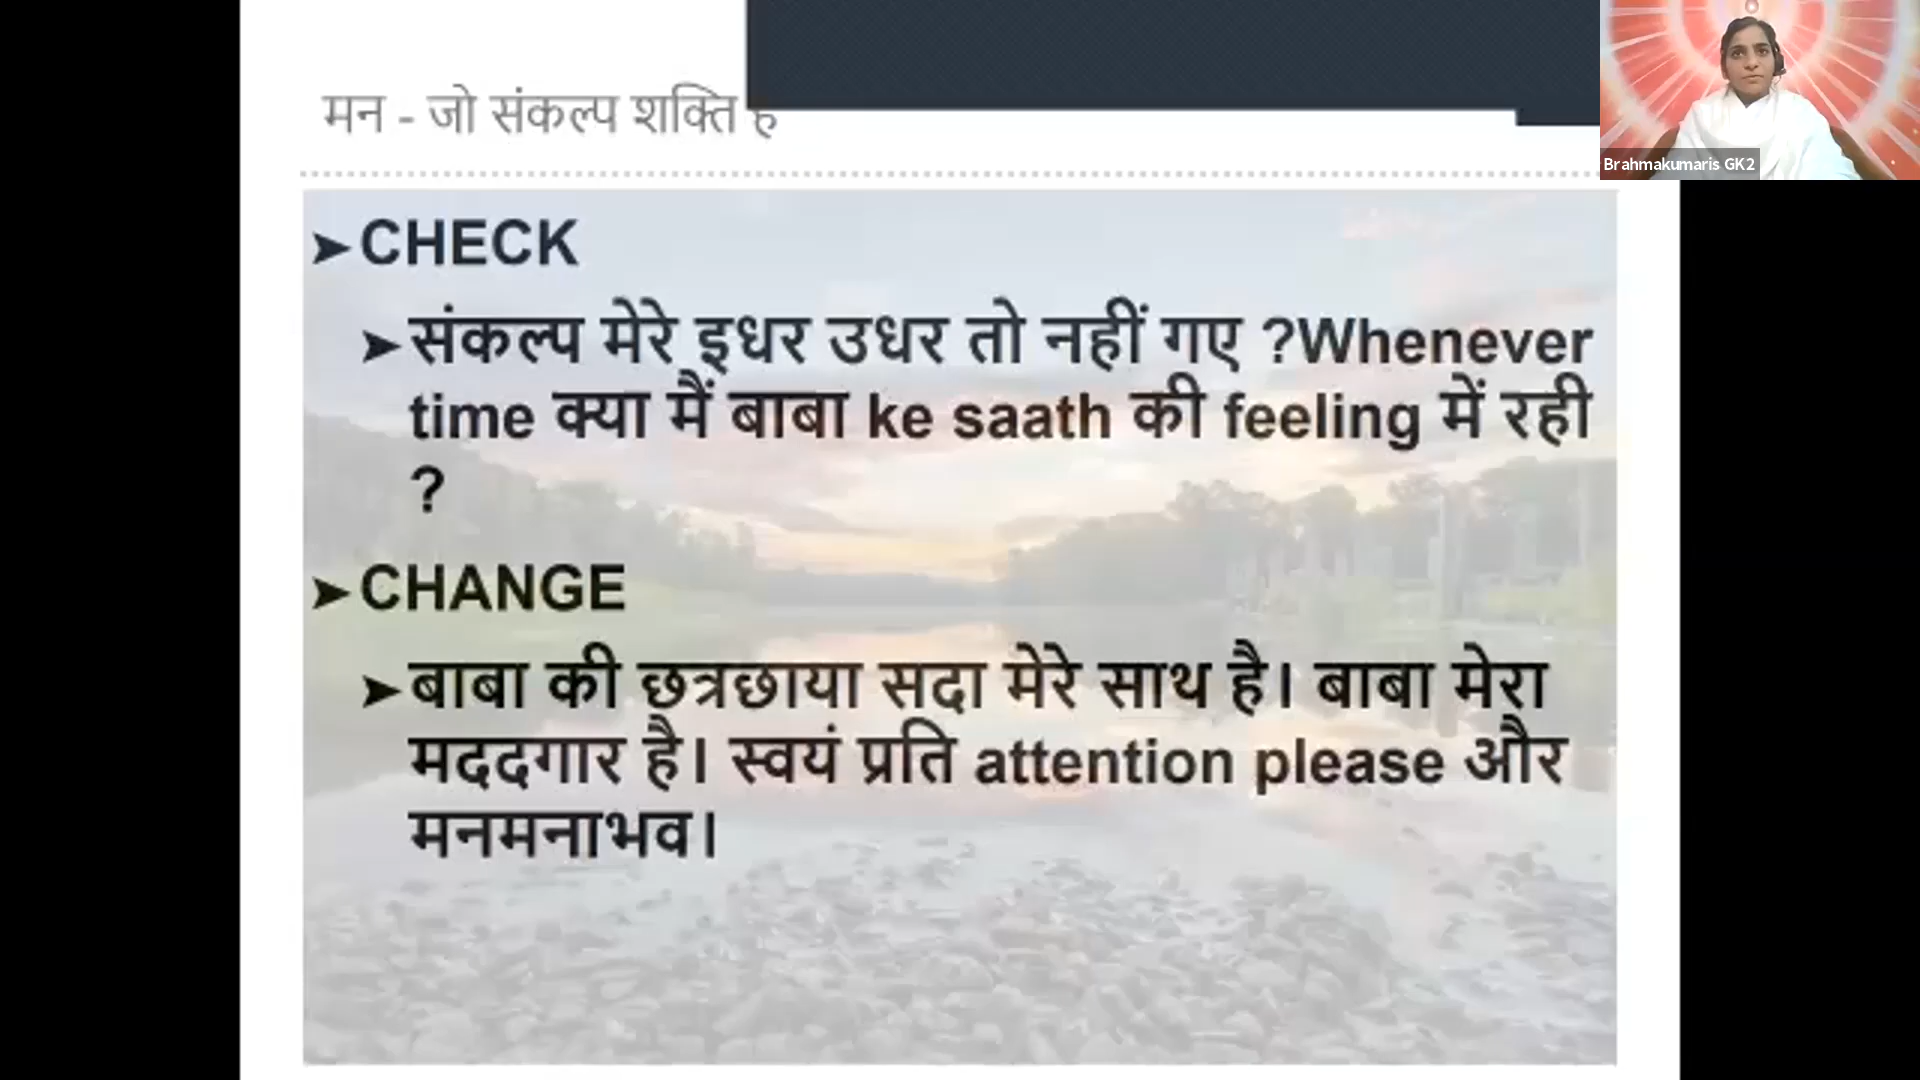 मन - जो संकल्प शक्ति है
Brahmakumaris GK2
➤CHECK
➤संकल्प मेरे इधर उधर तो नहीं गए ?Whenever
time क्या मैं बाबा ke saath की feeling में रही
?
➤CHANGE
➤बाबा की छत्रछाया सदा मेरे साथ है। बाबा मेरा
मददगार है। स्वयं प्रति attention please और
मनमनाभव।